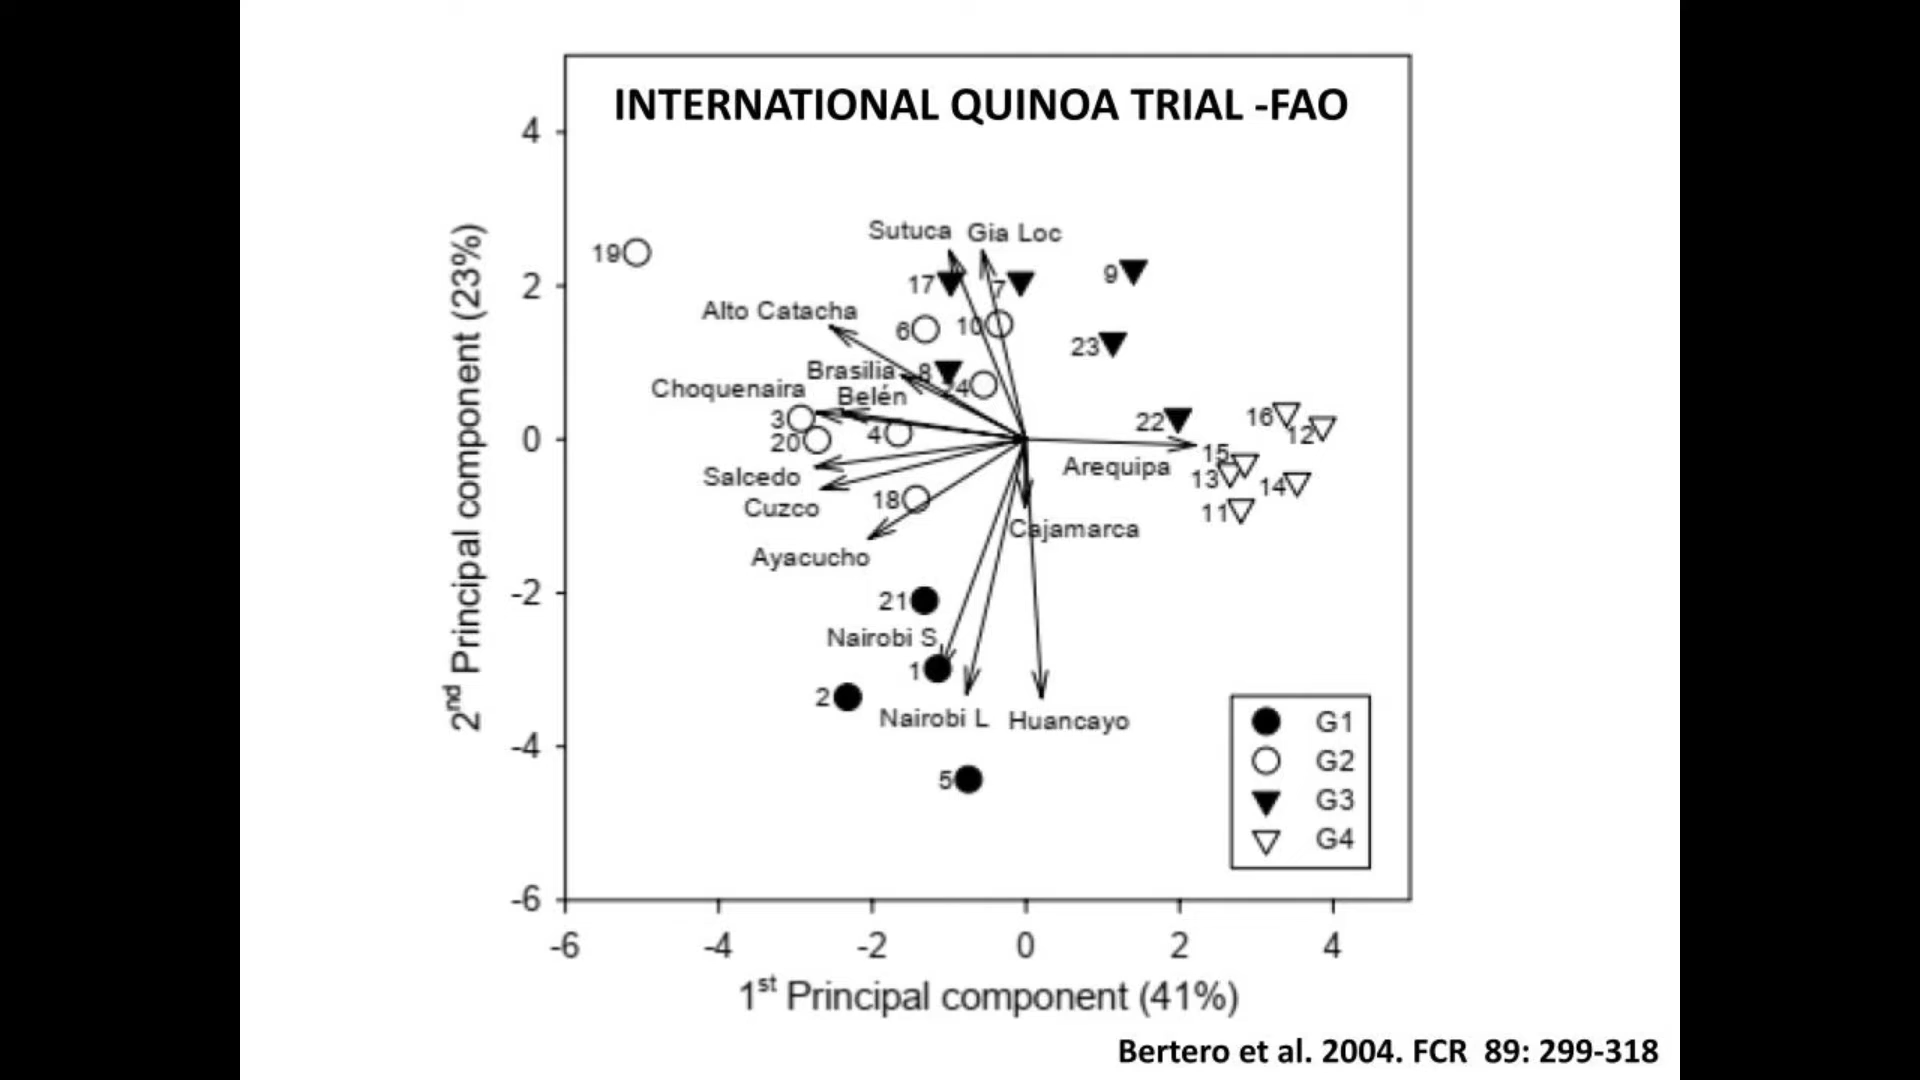 INTERNATIONAL QUINOA TRIAL -FAO
4
2
0
-2
-4
-6
2nd Principal component (23%)
Sutuca Gia Loc
19
17
7
9
Alto Catacha
6
10
23
Brasilia
8
24
Choquenaira
Belén
3
20
4
22
16
12
15
13
14
11
Arequipa
Salcedo
Cuzco
18
Cajamarca
Ayacucho
21
Nairobi S
1
2
Nairobi L Huancayo
5
G1
G2
G3
G4
-6 -4 -2 0 2 4
1st Principal component (41%)
Bertero et al. 2004. FCR 89: 299-318